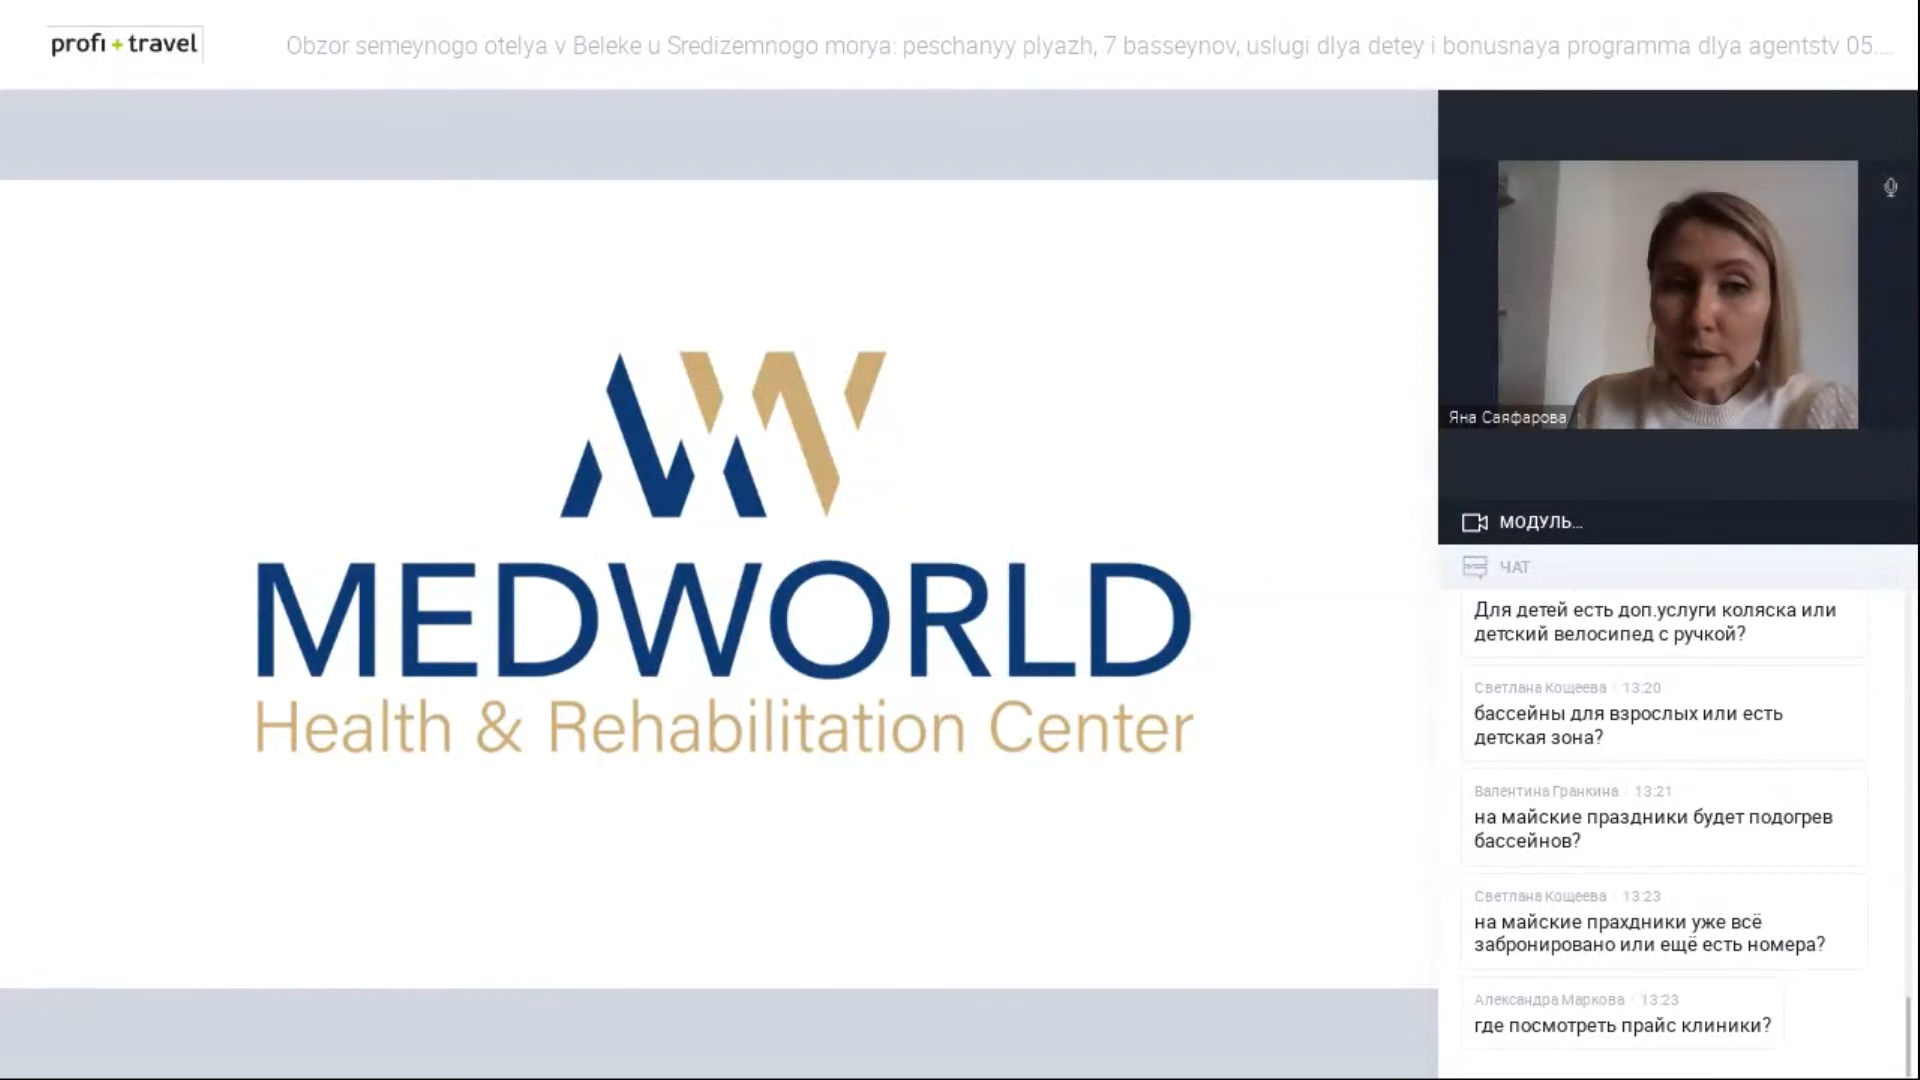 profi + travel
Obzor semeynogo otelya v Beleke u Sredizemnogo morya: peschanyy plyazh, 7 basseynov, uslugi dlya detey i bonusnaya programma dlya agentstv 05....
MEDWORLD
Health & Rehabilitation Center
Яна Саяфарова
МОДУЛЬ...
ЧАТ
Для детей есть доп.услуги коляска или
детский велосипед с ручкой?
Светлана Кощеева 13:20
бассейны для взрослых или есть
детская зона?
Валентина Гранкина 13:21
на майские праздники будет подогрев
бассейнов?
Светлана Кощеева 13:23
на майские прахдники уже всё
забронировано или ещё есть номера?
Александра Маркова 13:23
где посмотреть прайс клиники?